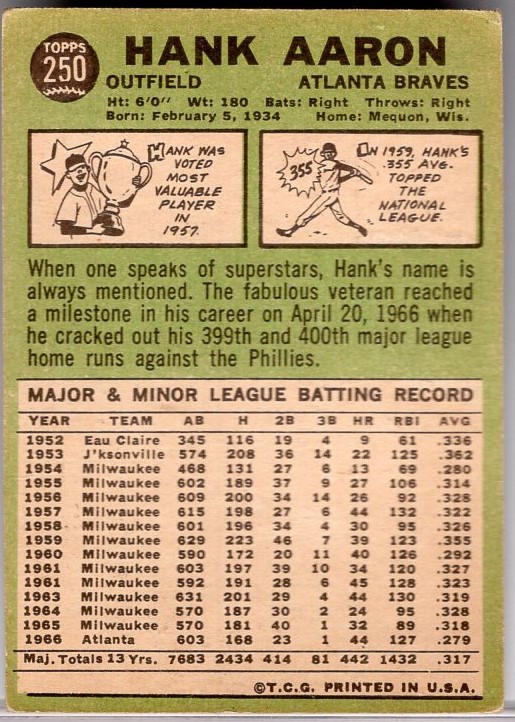 TOPPS
250
HANK AARON
OUTFIELD ATLANTA BRAVES
Ht: 6'0" Wt: 180 Bats: Right Throws: Right
Born: February 5, 1934 Home: Mequon, Wis.
HANK WAS
VOTED
MOST
VALUABLE
PLAYER
IN
1957.
355
IN 1959, HANK'S
.355 AVG.
TOPPED
THE
NATIONAL
LEAGUE.
When one speaks of superstars, Hank's name is
always mentioned. The fabulous veteran reached
a milestone in his career on April 20, 1966 when
he cracked out his 399th and 400th major league
home runs against the Phillies.
MAJOR & MINOR LEAGUE BATTING RECORD
YEAR TEAM AB H 2B 3B HR RBI AVG
1952 Eau Claire 345 116 19 4 9 61 .336
1953 J'ksonville 574 208 36 14 22 125 .362
1954 Milwaukee 468 131 27 6 13 69 .280
1955 Milwaukee 602 189 37 9 27 106 .314
1956 Milwaukee 609 200 34 14 26 92 .328
1957 Milwaukee 615 198 27 6 44 132 .322
1958 Milwaukee 601 196 34 4 30 95 .326
1959 Milwaukee 629 223 46 7 39 123 .355
1960 Milwaukee 590 172 20 11 40 126 .292
1961 Milwaukee 603 197 39 10 34 120 .327
1961 Milwaukee 592 191 28 6 45 128 .323
1963 Milwaukee 631 201 29 4 44 130 .319
1964 Milwaukee 570 187 30 2 24 95 .328
1965 Milwaukee 570 181 40 1 32 89 .318
1966 Atlanta 603 168 23 1 44 127 .279
Maj. Totals 13 Yrs. 7683 2434 414 81 442 1432 .317
©T.C.G. PRINTED IN U.S.A.